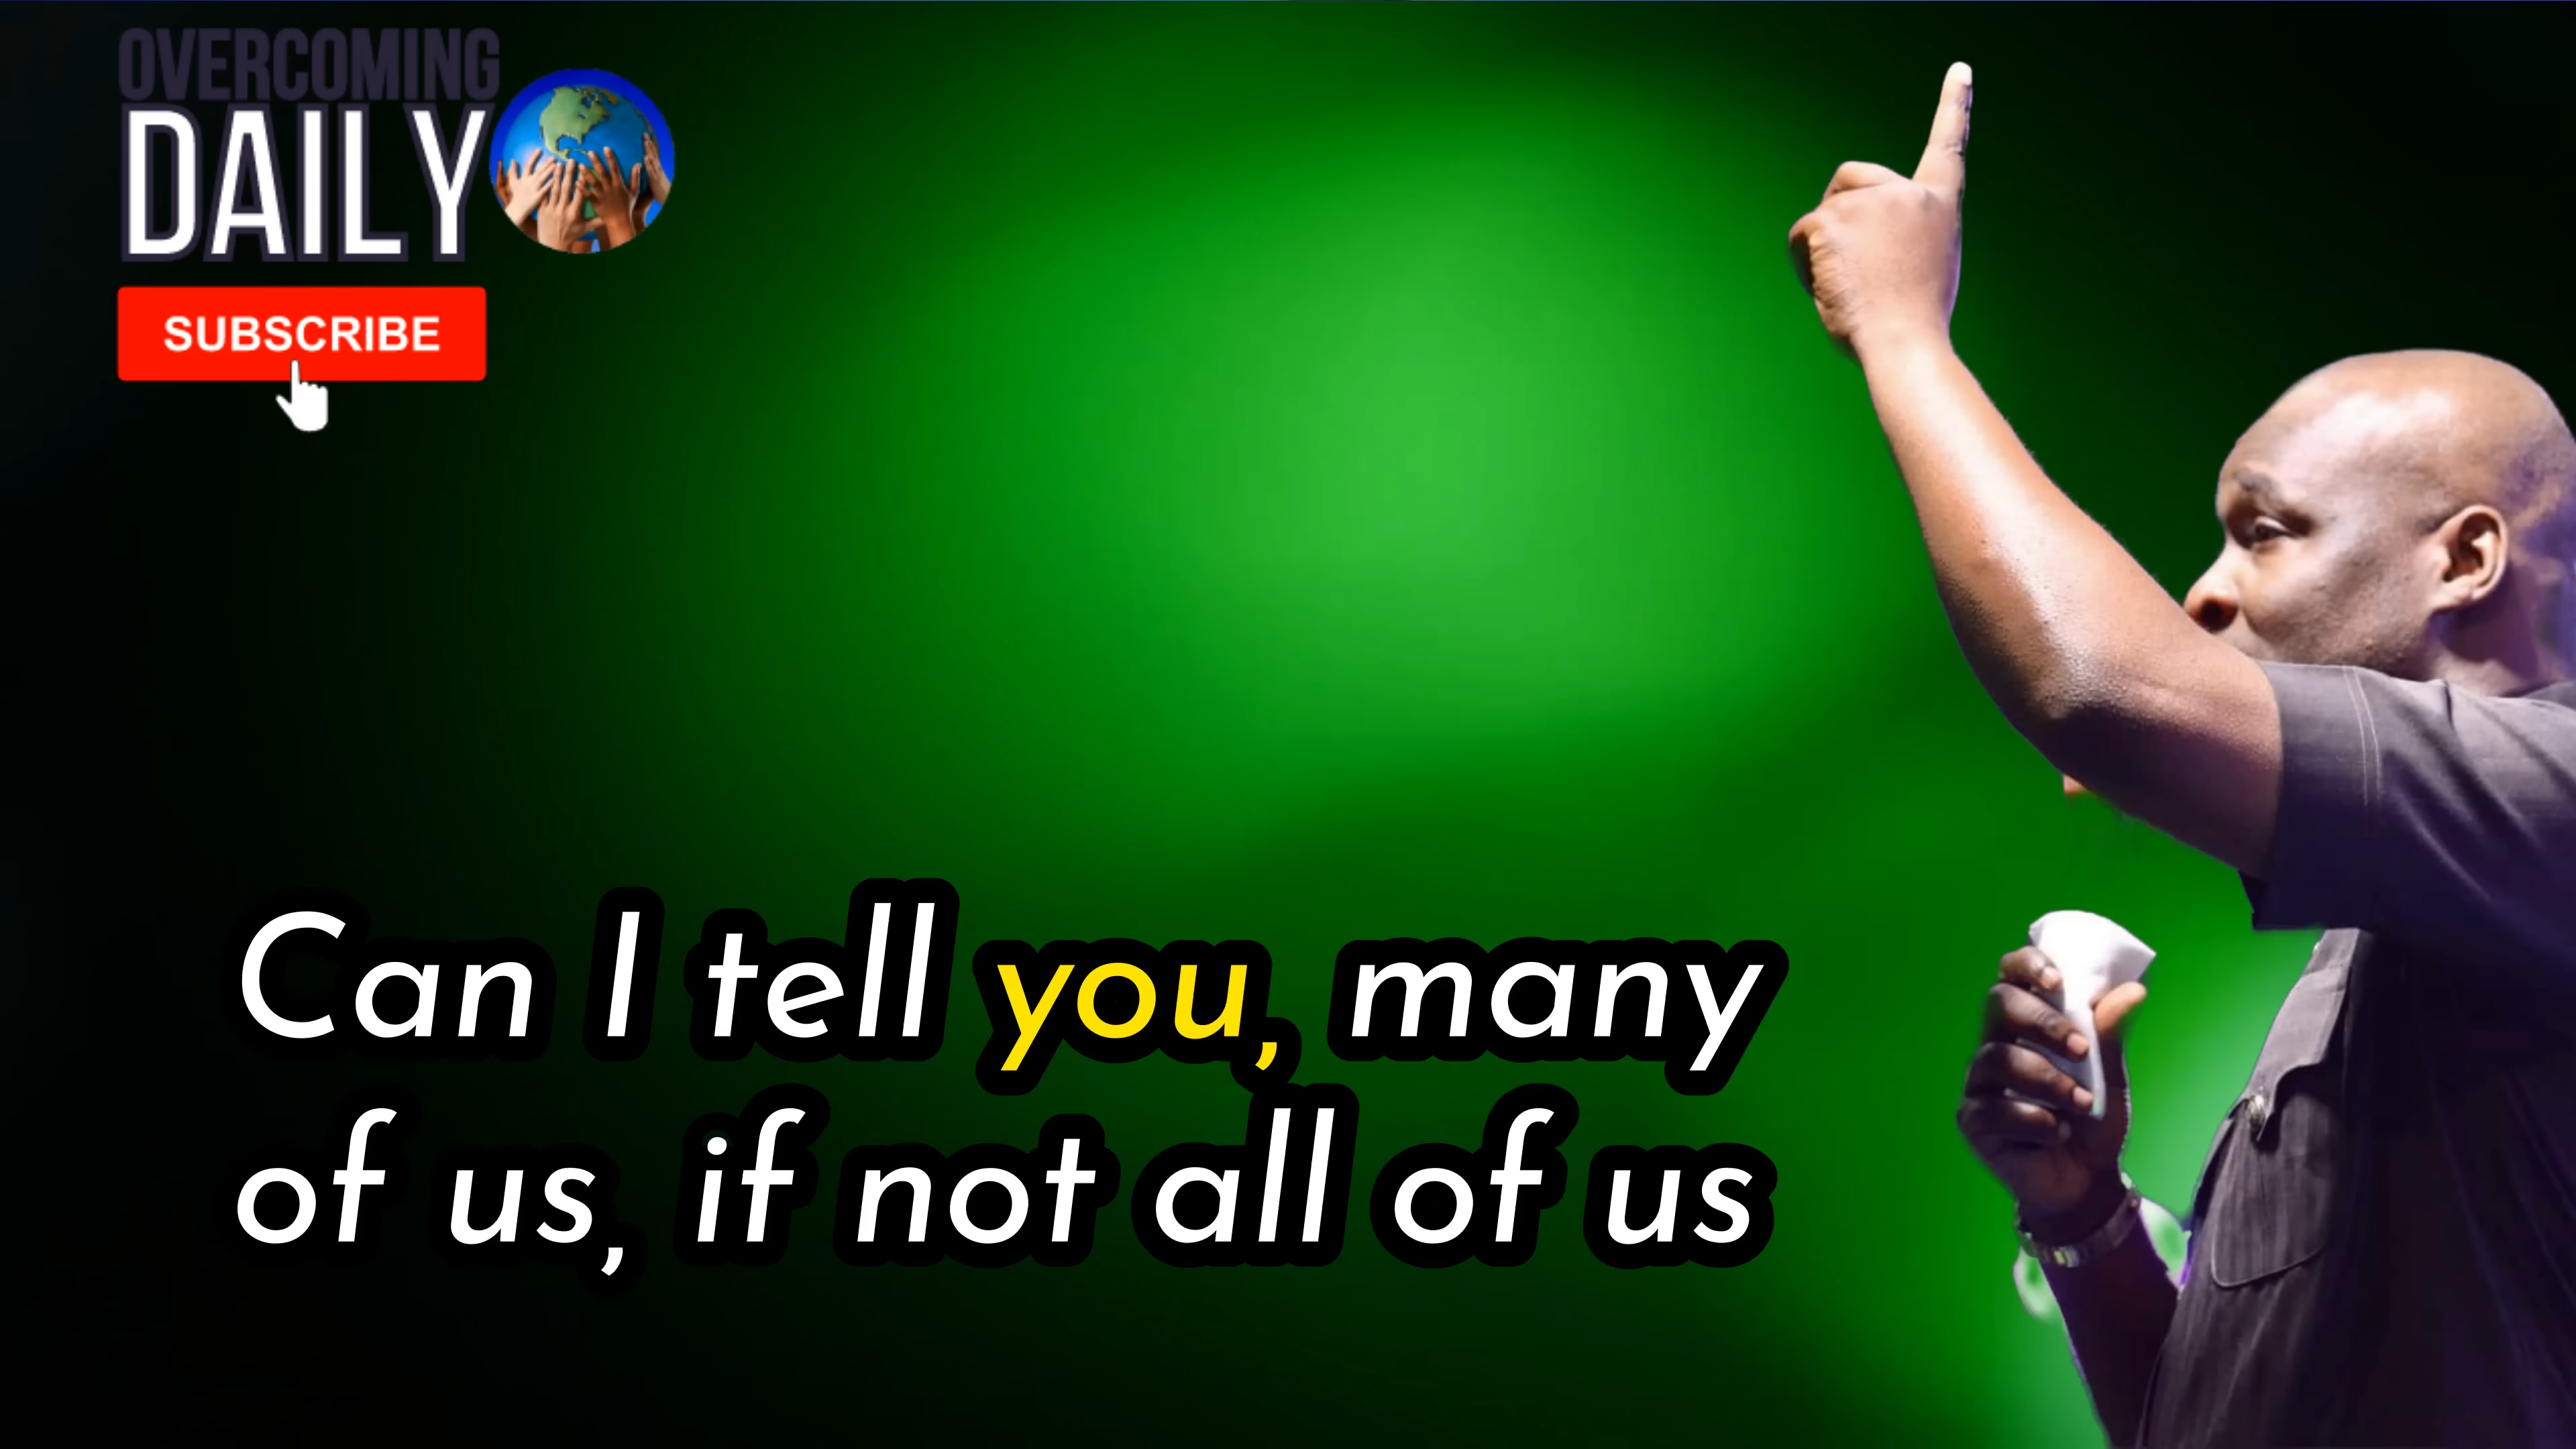 OVERCOMING
DAILY
SUBSCRIBE
Can I tell you, many
of us, if not all of us